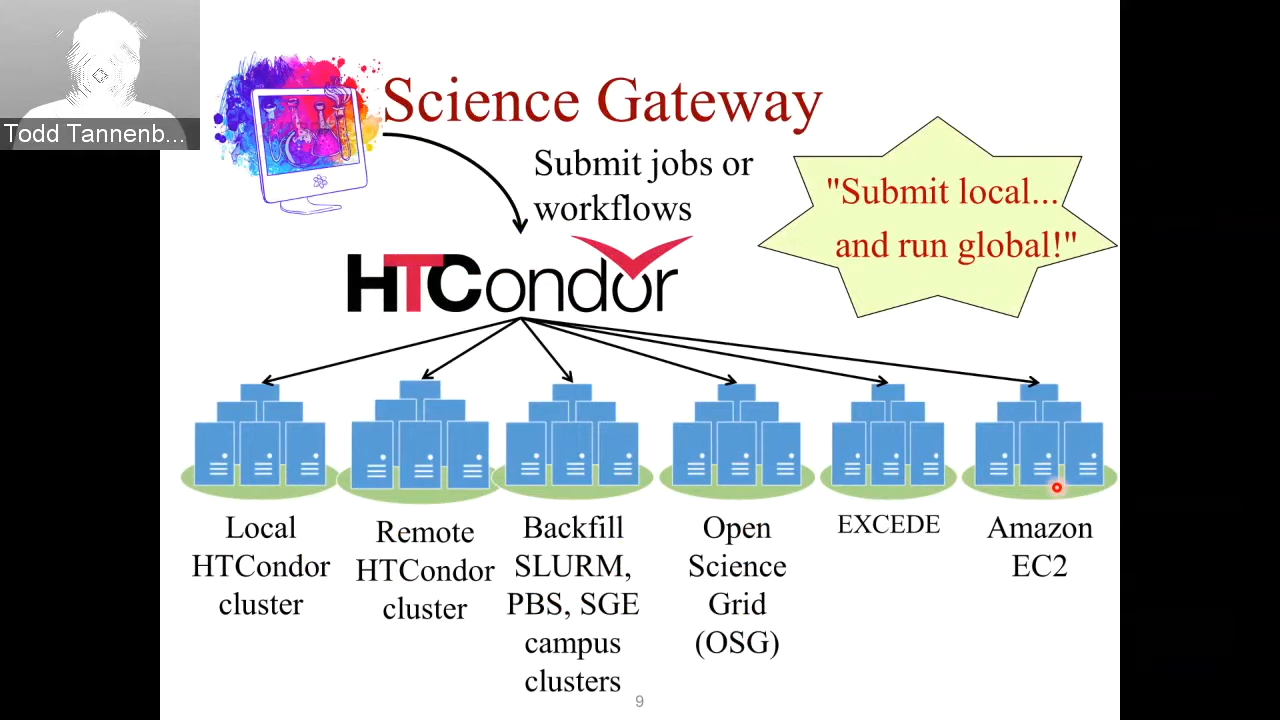 Todd Tannenb...
Science Gateway
Submit jobs or
workflows
"Submit local...
and run global!"
HTCondor
Local
HTCondor
cluster
Remote
HTCondor
cluster
Backfill
SLURM,
PBS, SGE
campus
clusters
Open
Science
Grid
(OSG)
EXCEDE
Amazon
EC2
9